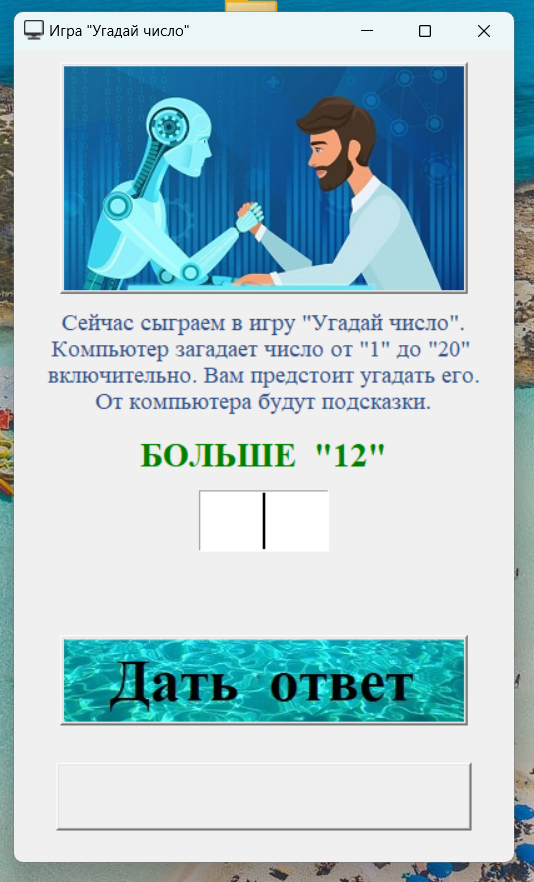 Игра "Угадай число"
Сейчас сыграем в игру "Угадай число".
Компьютер загадает число от "1" до "20"
включительно. Вам предстоит угадать его.
От компьютера будут подсказки.
БОЛЬШЕ "12"
Дать ответ